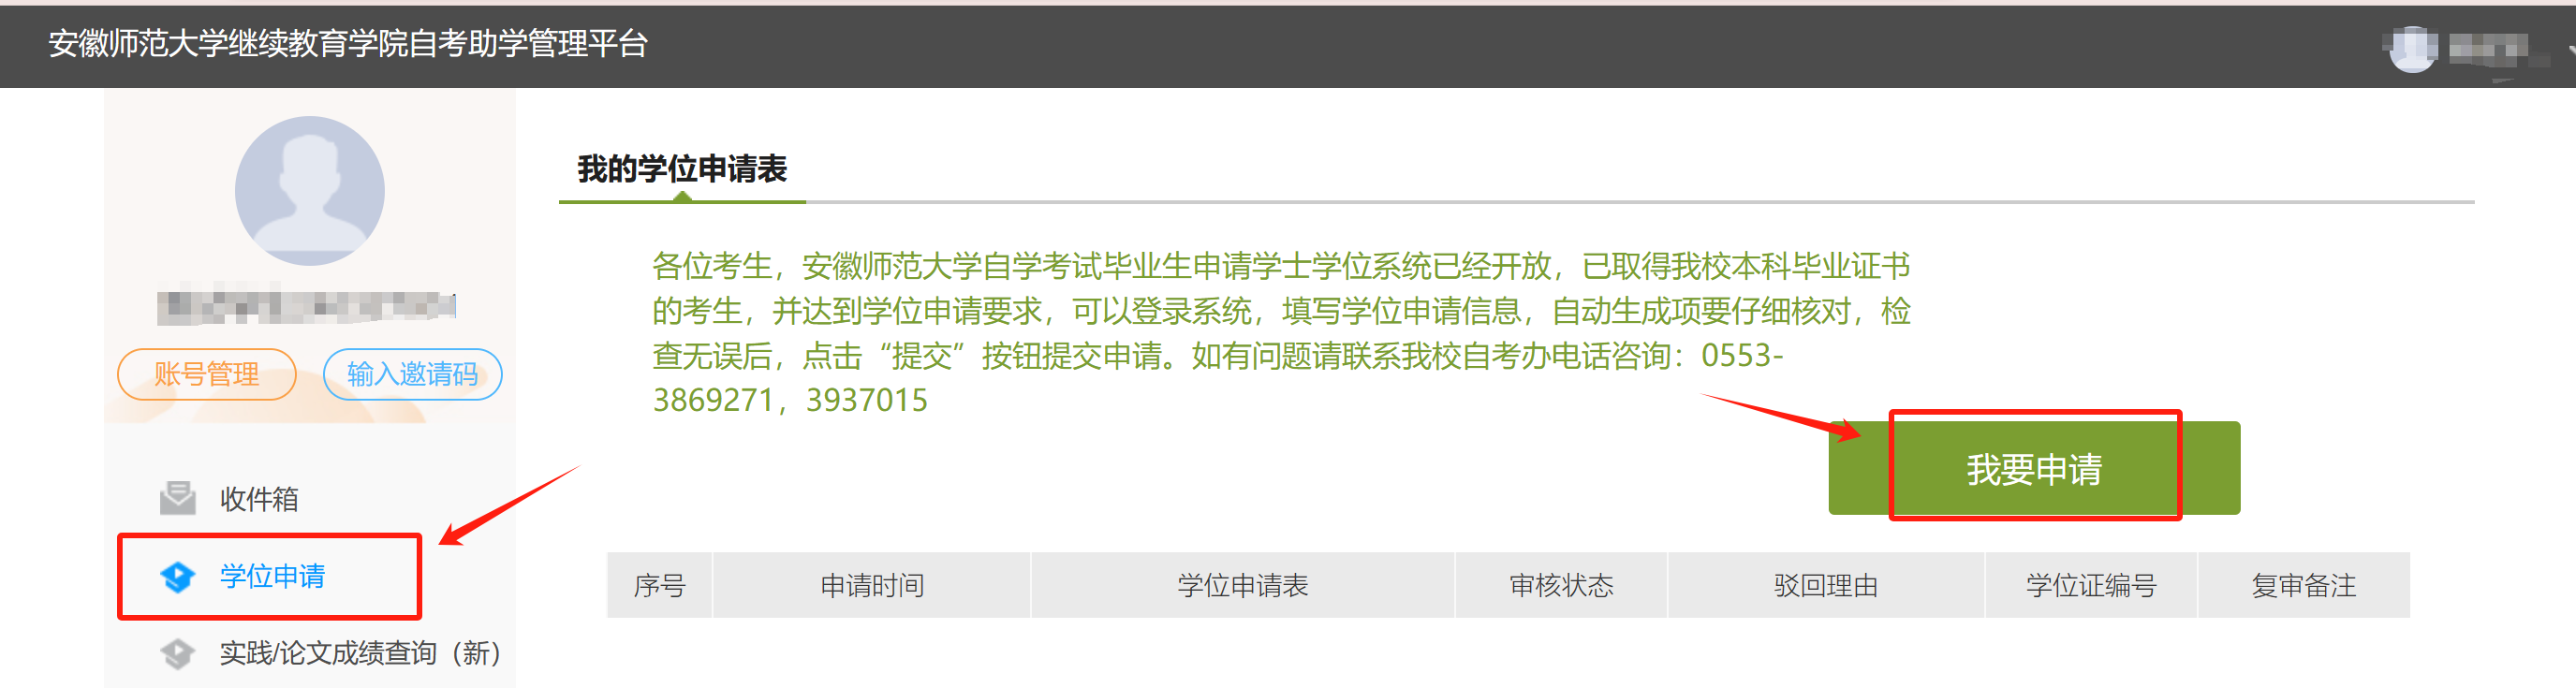 安徽师范大学继续教育学院自考助学管理平台
账号管理
输入邀请码
收件箱
学位申请
实践/论文成绩查询（新）
我的学位申请表
各位考生，安徽师范大学自学考试毕业生申请学士学位系统已经开放，已取得我校本科毕业证书
的考生，并达到学位申请要求，可以登录系统，填写学位申请信息，自动生成项要仔细核对，检
查无误后，点击“提交”按钮提交申请。如有问题请联系我校自考办电话咨询：0553-
3869271，3937015
我要申请
序号 申请时间 学位申请表 审核状态 驳回理由 学位证编号 复审备注